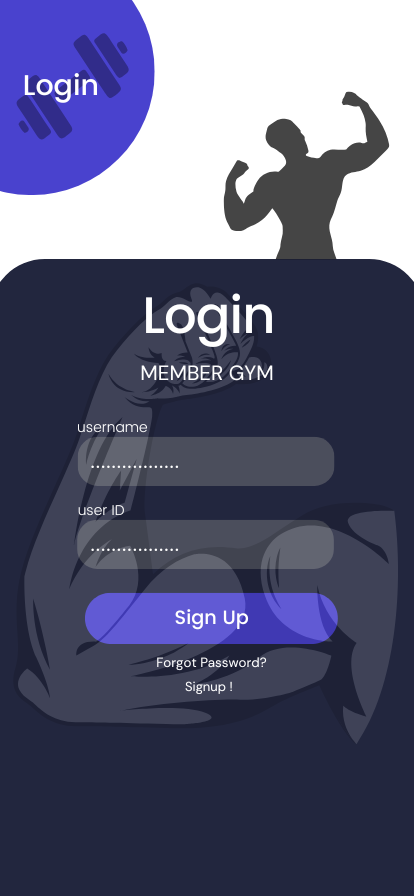 Login
Login
MEMBER GYM
username
.................
user ID
.................
Sign Up
Forgot Password?
Signup !